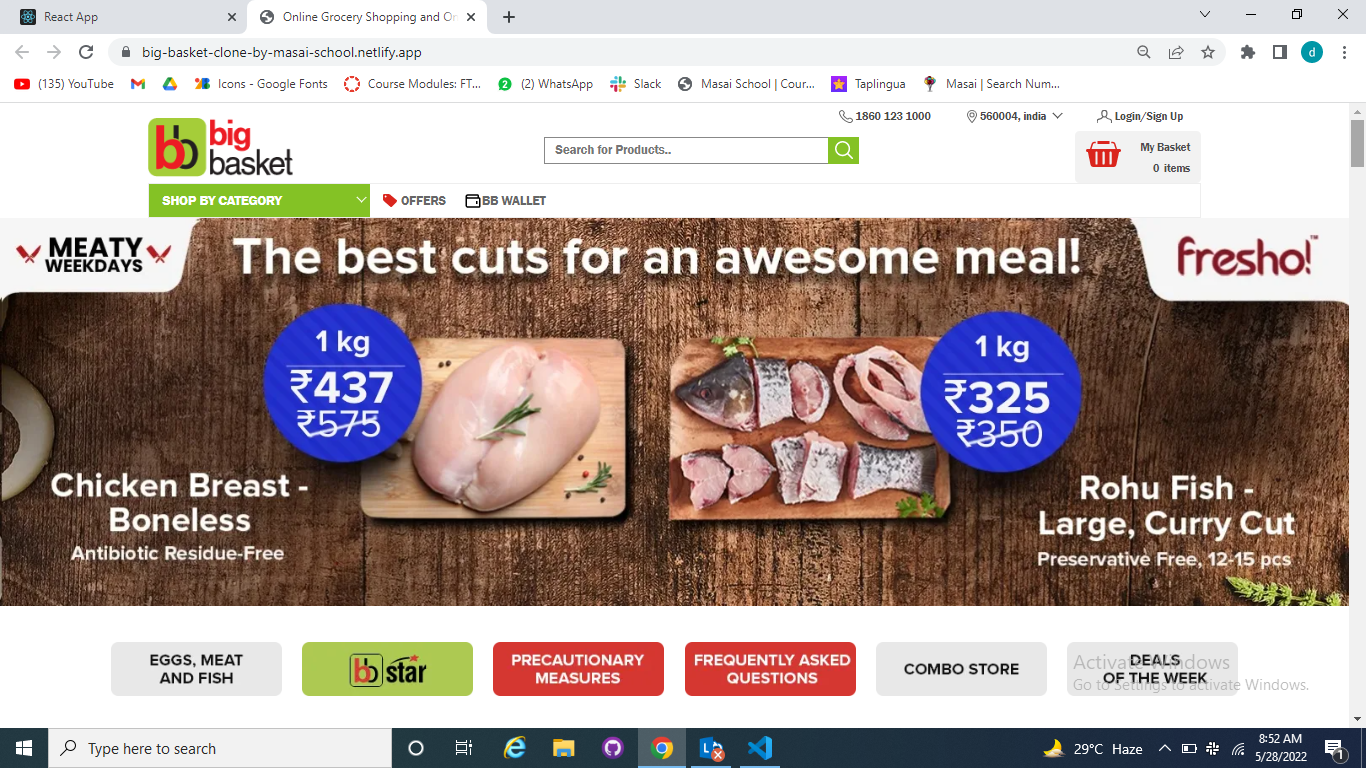 React App
Online Grocery Shopping and On
big-basket-clone-by-masai-school.netlify.app
d
(135) YouTube
Icons - Google Fonts
Course Modules: FT...
2
(2) WhatsApp
Slack
Masai School | Cour...
Taplingua
Masai | Search Num...
1860 123 1000
560004, india
Login/Sign Up
bb big
basket
Search for Products..
My Basket
0 items
SHOP BY CATEGORY
OFFERS
BB WALLET
MEATY
WEEKDAYS
The best cuts for an awesome meal!
fresho!™
1 kg
₹437
₹575
1 kg
₹325
₹350
Chicken Breast -
Boneless
Antibiotic Residue-Free
Rohu Fish -
Large, Curry Cut
Preservative Free, 12-15 pcs
EGGS, MEAT
AND FISH
bb star
PRECAUTIONARY
MEASURES
FREQUENTLY ASKED
QUESTIONS
COMBO STORE
DEALS
OF THE WEEK
Activate Windows
Go to Settings to activate Windows.
Type here to search
29°C Haze
8:52 AM
5/28/2022
1